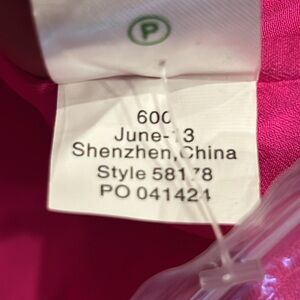 P
600
June-13
Shenzhen,China
Style 58178
PO 041424